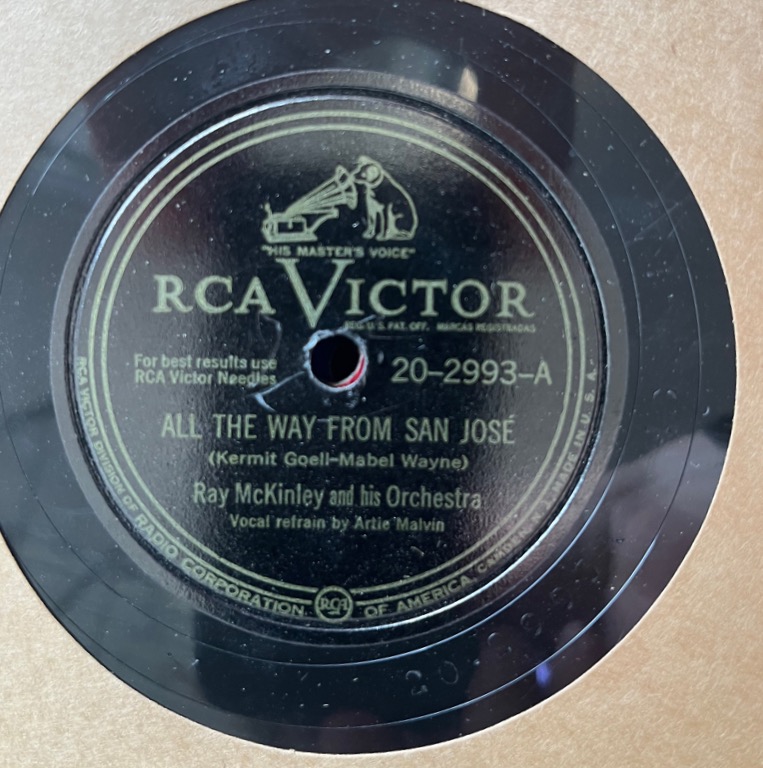 "HIS MASTER'S VOICE"
RCA VICTOR
REG. U.S. PAT. OFF. MARCAS REGISTRADAS
For best results use
RCA Victor Needles
20-2993-A
ALL THE WAY FROM SAN JOSÉ
(Kermit Goell-Mabel Wayne)
Ray McKinley and his Orchestra
Vocal refrain by Artie Malvin
RCA VICTOR DIVISION OF RADIO CORPORATION RCA OF AMERICA, CAMDEN, N.J. MADE IN U.S.A.